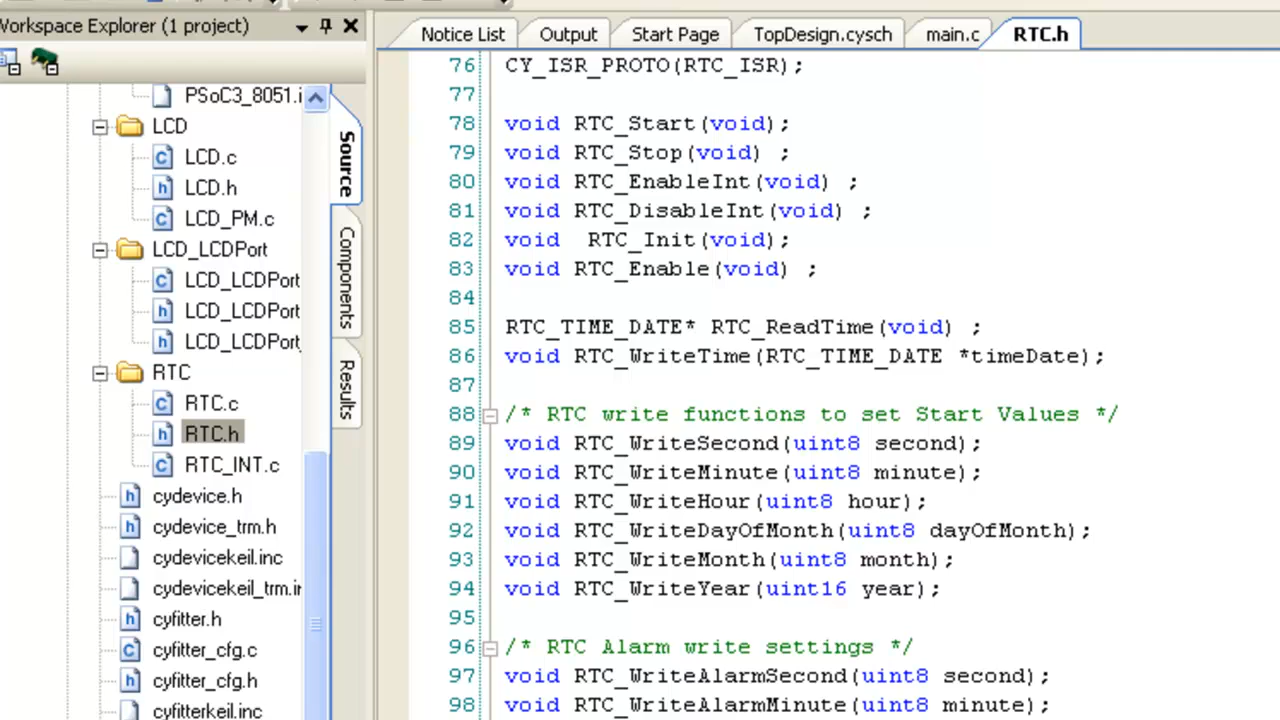 Workspace Explorer (1 project)
PSoC3_8051.i
LCD
LCD.c
LCD.h
LCD_PM.c
LCD_LCDPort
LCD_LCDPort
LCD_LCDPort
LCD_LCDPort_
RTC
RTC.c
RTC.h
RTC_INT.c
cydevice.h
cydevice_trm.h
cydevicekeil.inc
cydevicekeil_trm.ir
cyfitter.h
cyfitter_cfg.c
cyfitter_cfg.h
cyfitterkeil.inc
Source
Components
Results
Notice List
Output
Start Page
TopDesign.cysch
main.c
RTC.h
76 CY_ISR_PROTO(RTC_ISR);
77
78 void RTC_Start(void);
79 void RTC_Stop(void) ;
80 void RTC_EnableInt(void) ;
81 void RTC_DisableInt(void) ;
82 void  RTC_Init(void);
83 void RTC_Enable(void) ;
84
85 RTC_TIME_DATE* RTC_ReadTime(void) ;
86 void RTC_WriteTime(RTC_TIME_DATE *timeDate);
87
88 /* RTC write functions to set Start Values */
89 void RTC_WriteSecond(uint8 second);
90 void RTC_WriteMinute(uint8 minute);
91 void RTC_WriteHour(uint8 hour);
92 void RTC_WriteDayOfMonth(uint8 dayOfMonth);
93 void RTC_WriteMonth(uint8 month);
94 void RTC_WriteYear(uint16 year);
95
96 /* RTC Alarm write settings */
97 void RTC_WriteAlarmSecond(uint8 second);
98 void RTC_WriteAlarmMinute(uint8 minute);